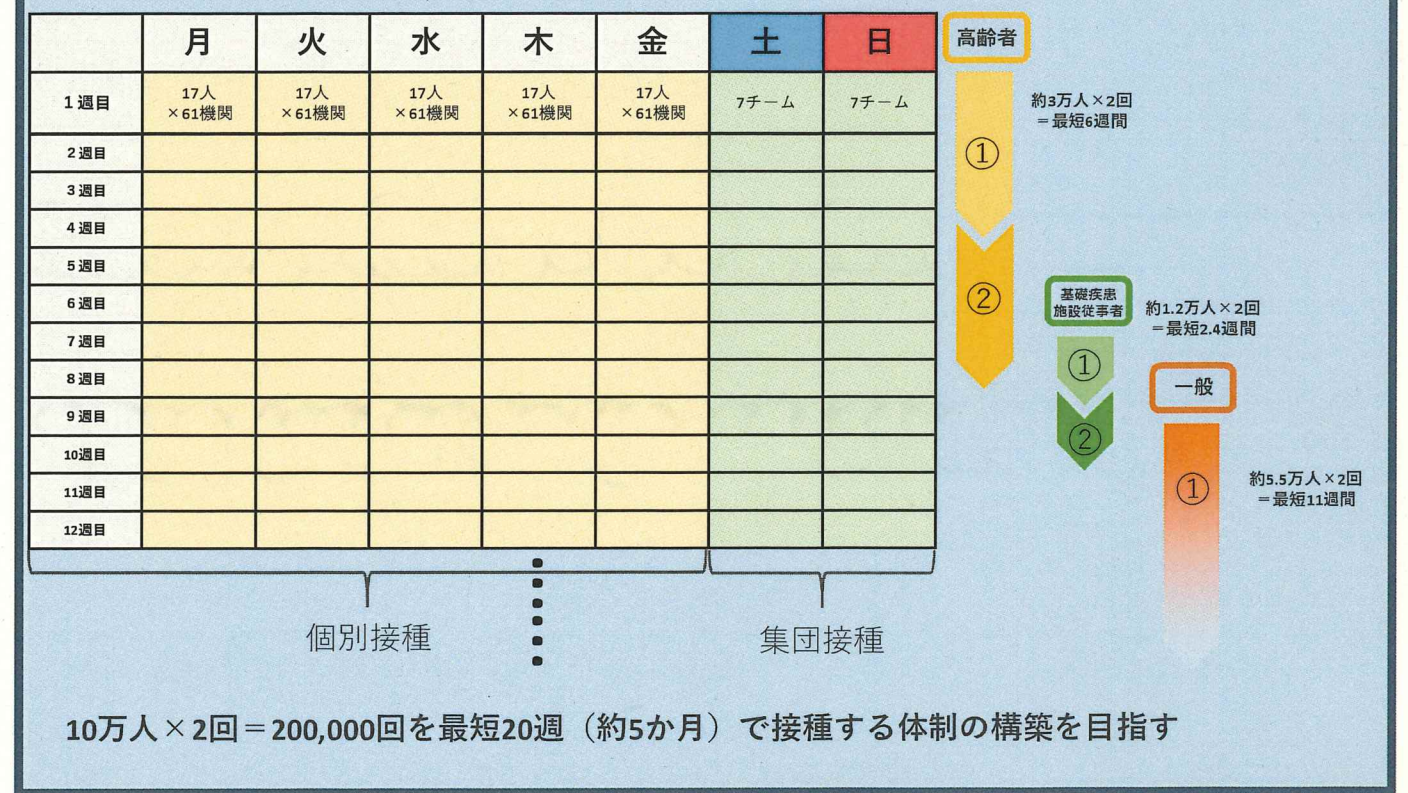 月 火 水 木 金 土 日
1週目
17人
×61機関
17人
×61機関
17人
×61機関
17人
×61機関
17人
×61機関
7チーム
7チーム
2週目
3週目
4週目
5週目
6週目
7週目
8週目
9週目
10週目
11週目
12週目
高齢者
約3万人×2回
＝最短6週間
①
②
基礎疾患
施設従事者
約1.2万人×2回
＝最短2.4週間
①
②
一般
①
約5.5万人×2回
＝最短11週間
個別接種
集団接種
10万人×2回＝200,000回を最短20週（約5か月）で接種する体制の構築を目指す